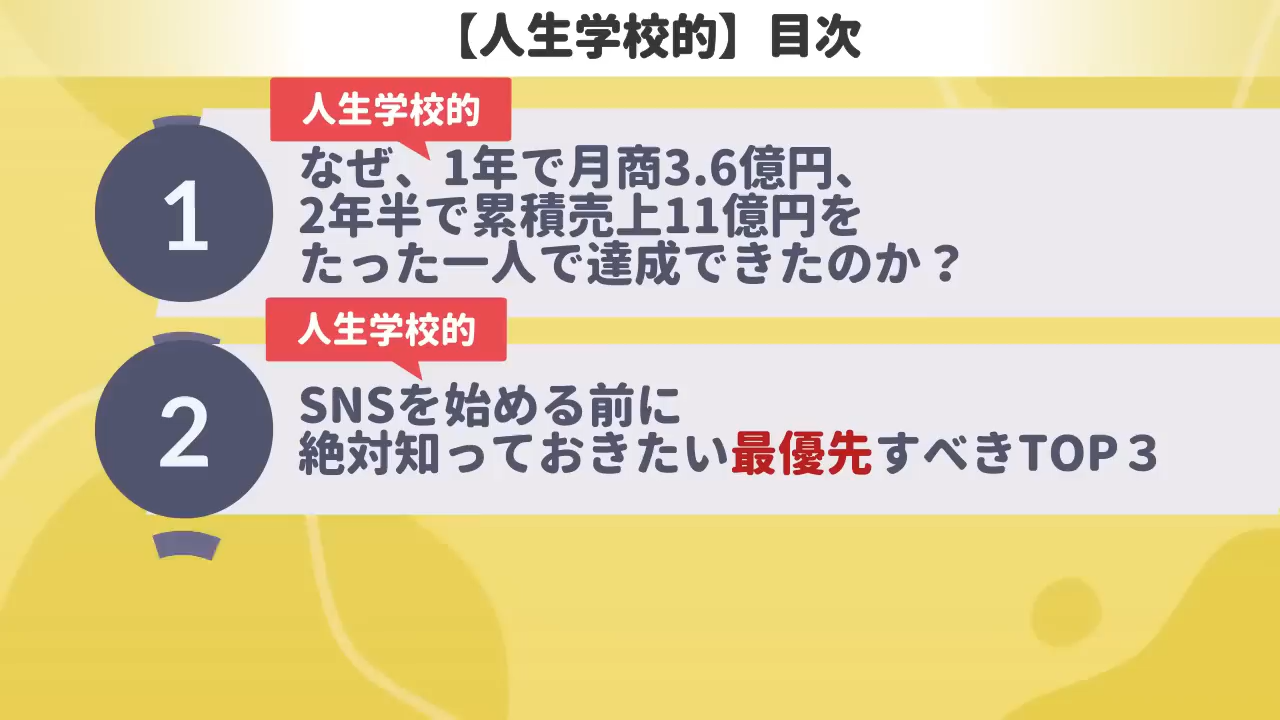 【人生学校的】目次
人生学校的
1
なぜ、1年で月商3.6億円、
2年半で累積売上11億円を
たった一人で達成できたのか？
人生学校的
2
SNSを始める前に
絶対知っておきたい最優先すべきTOP３